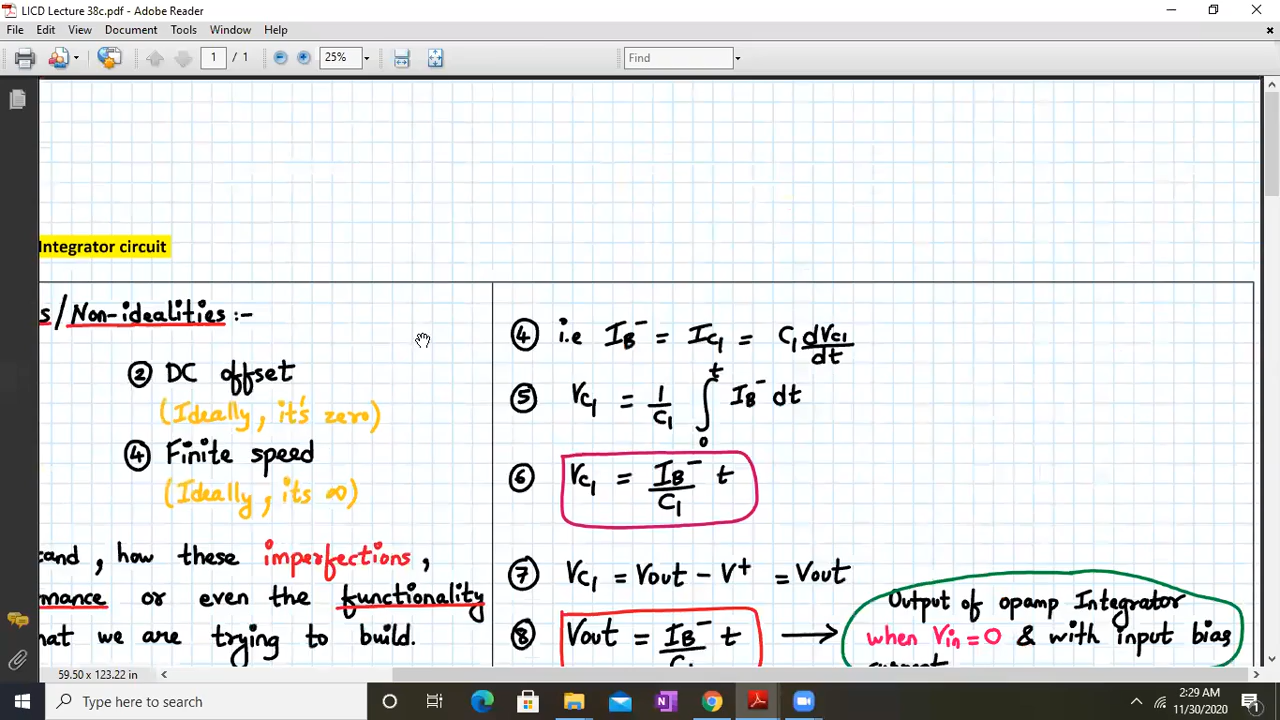 LICD Lecture 38c.pdf - Adobe Reader
File Edit View Document Tools Window Help
1 / 1 25% Find
Integrator circuit
s/Non-idealities :-
② DC offset
(Ideally, it's zero)
④ Finite speed
(Ideally, its ∞)
tand, how these imperfections,
mance or even the functionality
hat we are trying to build.
④ i.e IB⁻ = IC₁ = C₁ dVC₁/dt
⑤ VC₁ = 1/C₁ ∫₀ᵗ IB⁻ dt
⑥ VC₁ = IB⁻/C₁ t
⑦ VC₁ = Vout - V⁺ = Vout
⑧ Vout = IB⁻/C₁ t →
Output of opamp Integrator
when Vin = 0 & with input bias
current
59.50 x 123.22 in
Type here to search
2:29 AM
11/30/2020
1